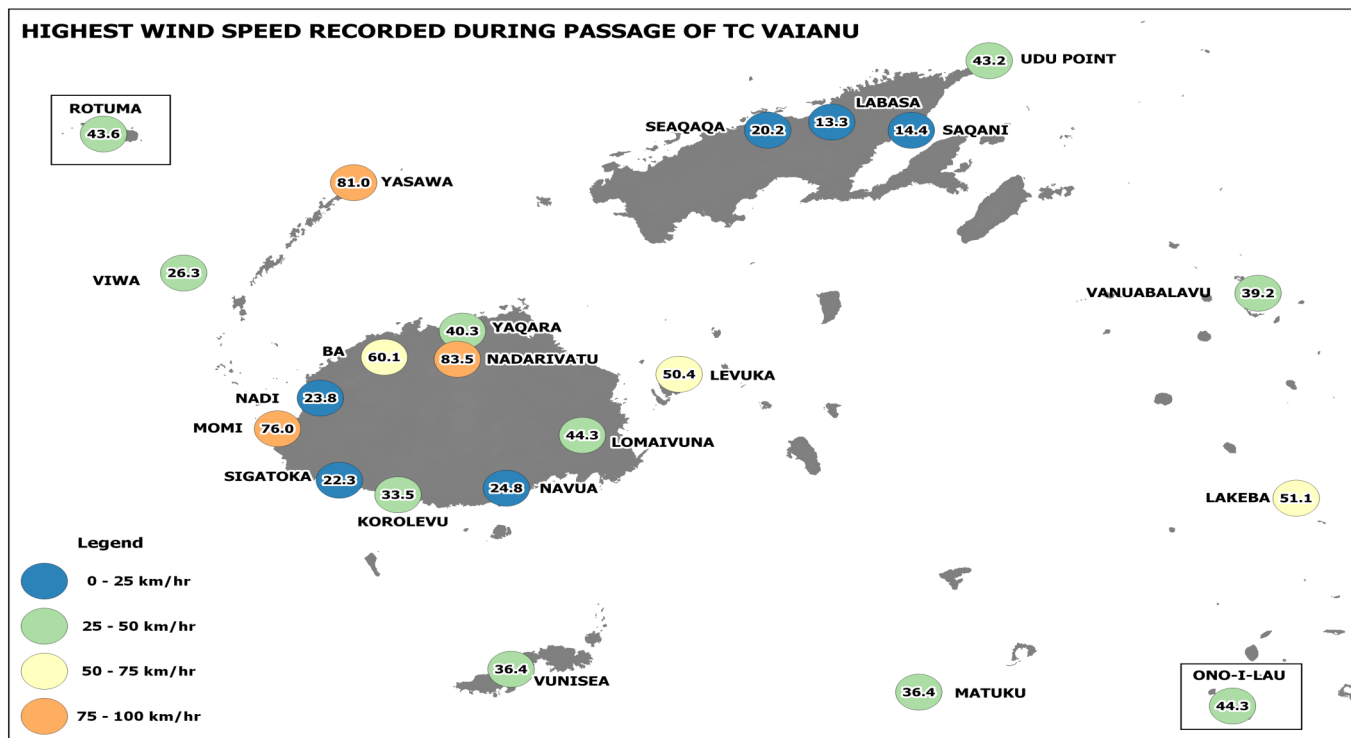 HIGHEST WIND SPEED RECORDED DURING PASSAGE OF TC VAIANU
43.2
UDU POINT
ROTUMA
43.6
LABASA
SEAQAQA
20.2
13.3
14.4
SAQANI
81.0
YASAWA
VIWA
26.3
VANUABALAVU
39.2
YAQARA
40.3
BA
60.1
83.5
NADARIVATU
50.4
LEVUKA
NADI
23.8
MOMI
76.0
44.3
LOMAIVUNA
SIGATOKA
22.3
33.5
KOROLEVU
24.8
NAVUA
LAKEBA
51.1
Legend
0 - 25 km/hr
25 - 50 km/hr
50 - 75 km/hr
75 - 100 km/hr
36.4
VUNISEA
36.4
MATUKU
ONO-I-LAU
44.3